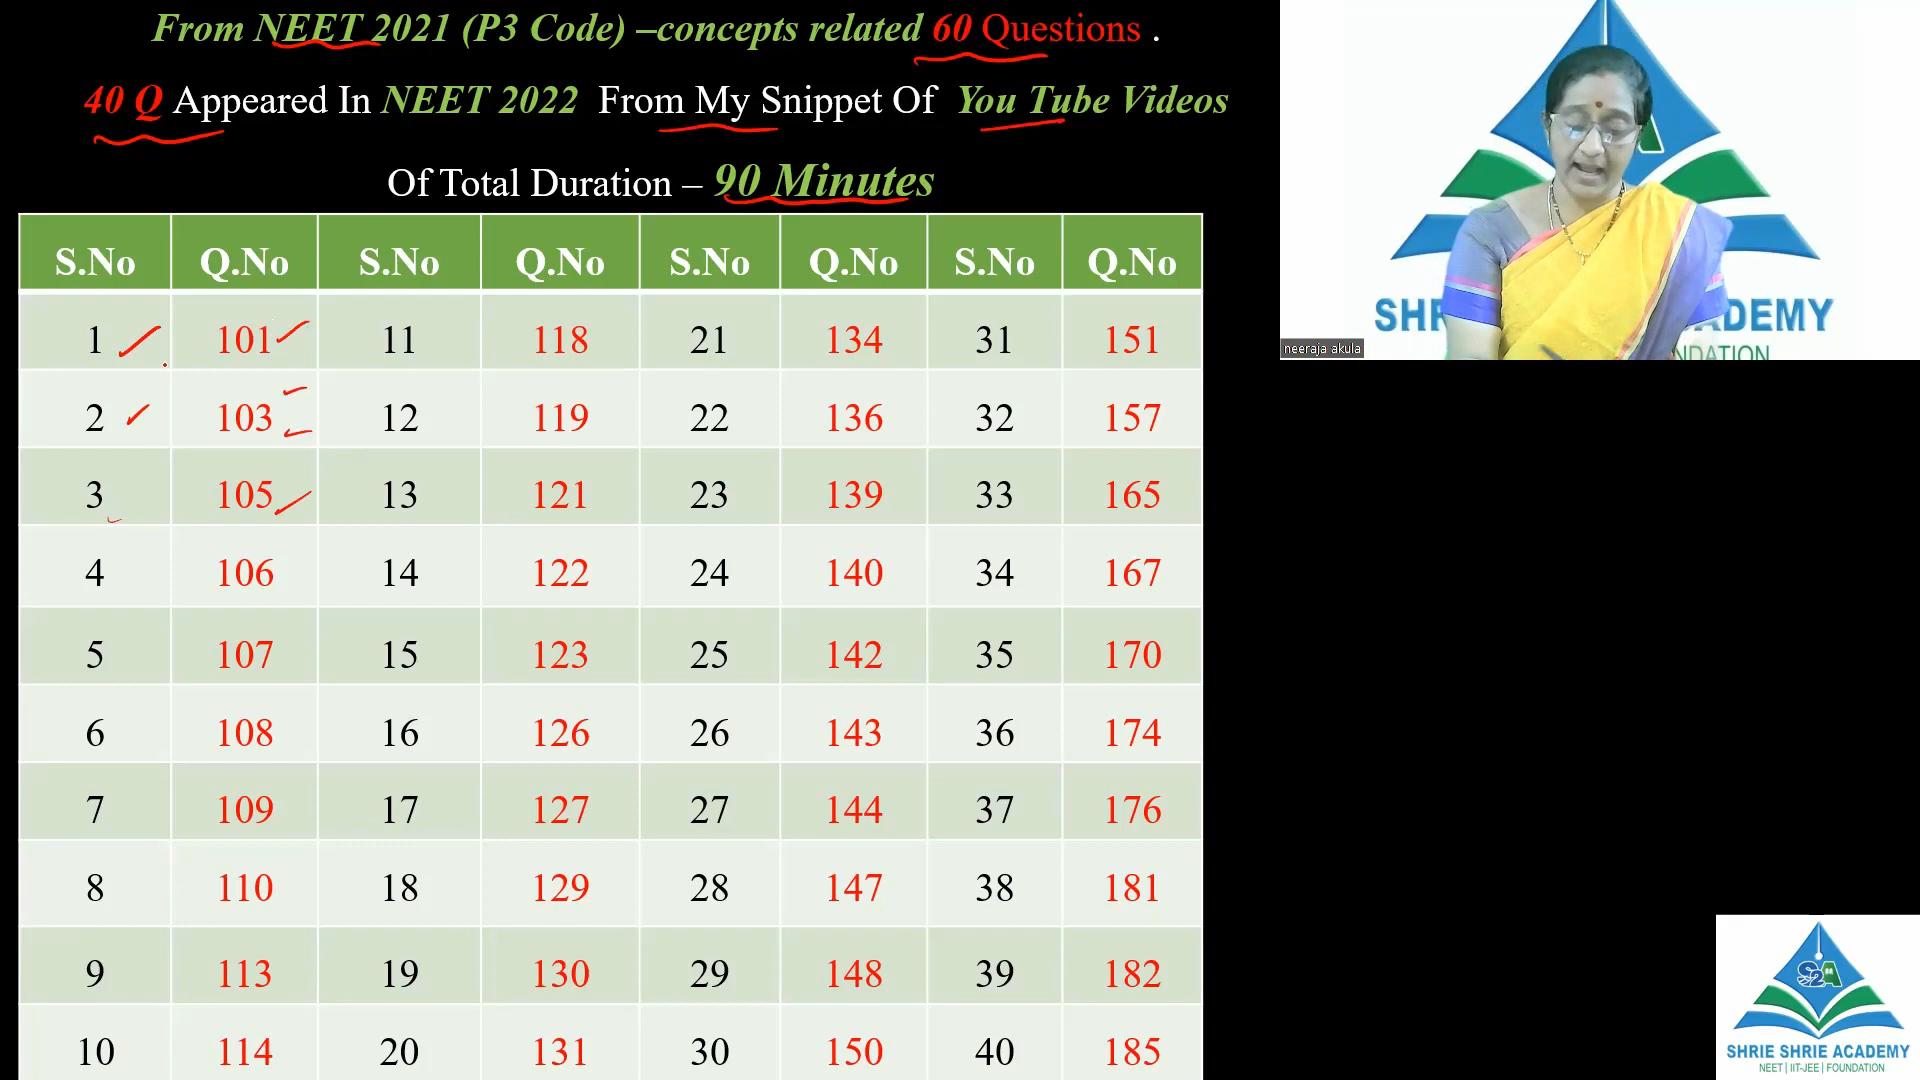 From NEET 2021 (P3 Code) –concepts related 60 Questions .
40 Q Appeared In NEET 2022 From My Snippet Of You Tube Videos
Of Total Duration – 90 Minutes
S.No Q.No S.No Q.No S.No Q.No S.No Q.No
1 101 11 118 21 134 31 151
2 103 12 119 22 136 32 157
3 105 13 121 23 139 33 165
4 106 14 122 24 140 34 167
5 107 15 123 25 142 35 170
6 108 16 126 26 143 36 174
7 109 17 127 27 144 37 176
8 110 18 129 28 147 38 181
9 113 19 130 29 148 39 182
10 114 20 131 30 150 40 185
A
SHR ADEMY
NDATION
neeraja akula
S2A
SHRIE SHRIE ACADEMY
NEET | IIT-JEE | FOUNDATION